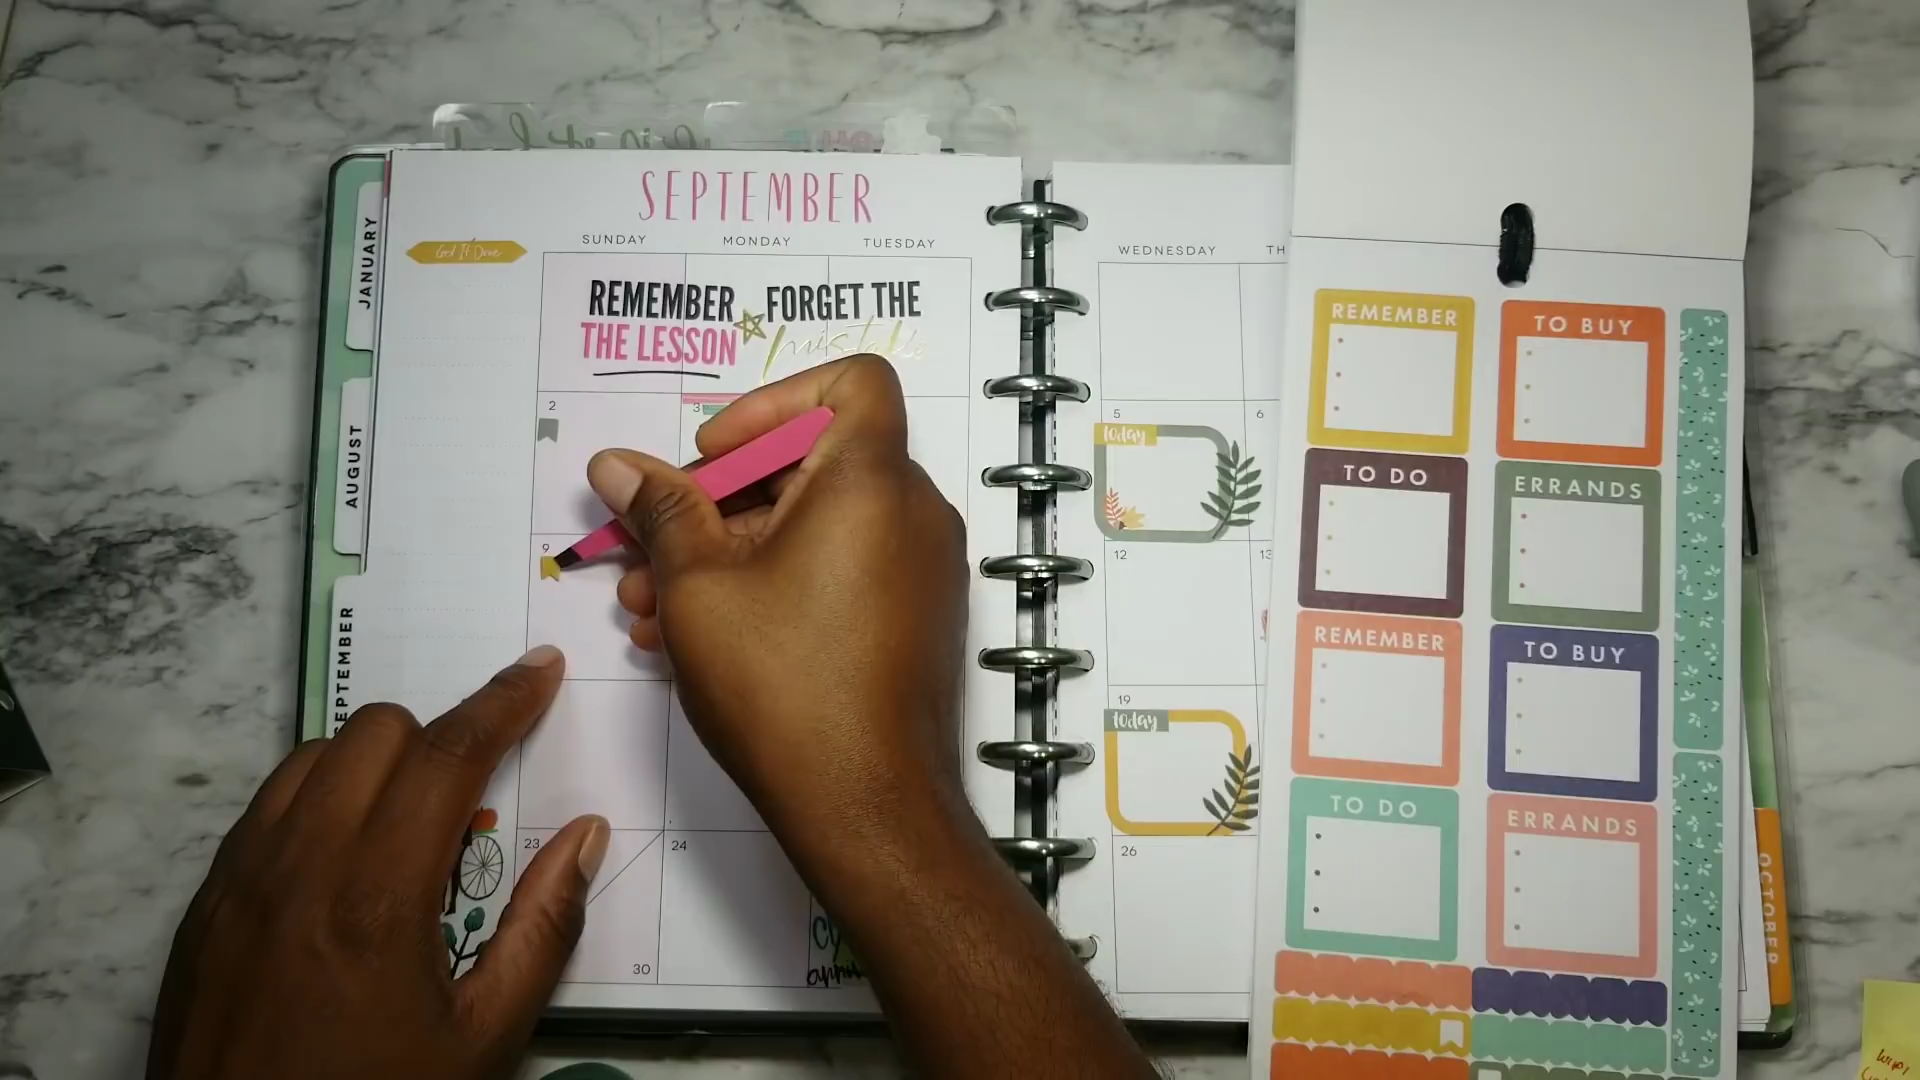 SEPTEMBER
Get It Done
SUNDAY MONDAY TUESDAY
WEDNESDAY TH
REMEMBER FORGET THE
THE LESSON mistake
JANUARY
AUGUST
SEPTEMBER
OCTOBER
2 3
9
23 24
30
5 6
today
12 13
19
today
26
REMEMBER TO BUY
TO DO ERRANDS
REMEMBER TO BUY
TO DO ERRANDS